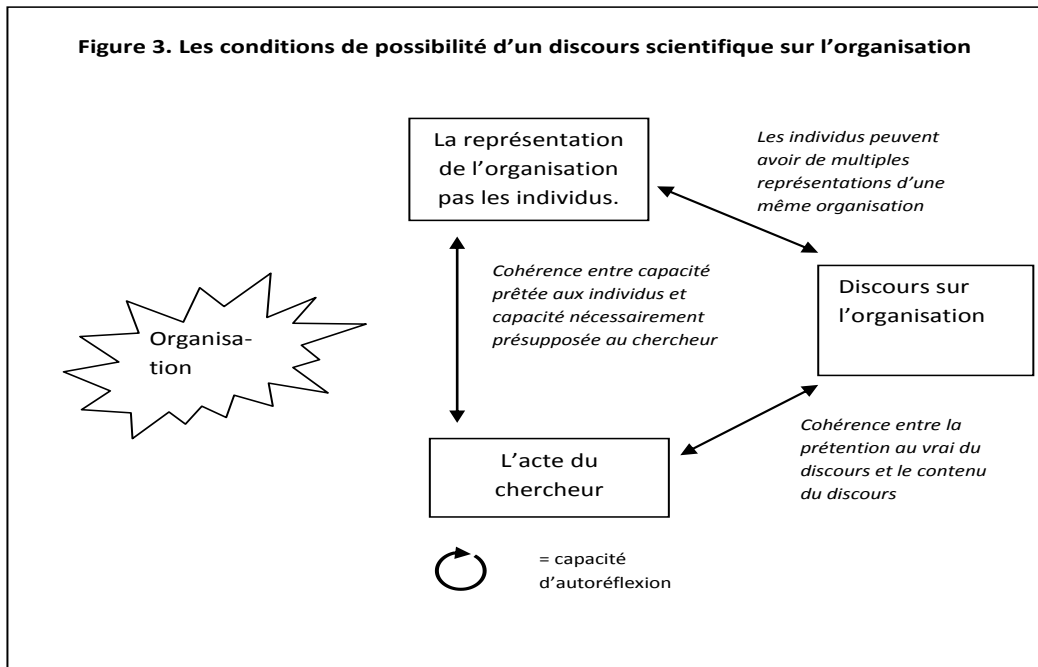 Figure 3. Les conditions de possibilité d’un discours scientifique sur l’organisation
La représentation
de l’organisation
pas les individus.
Les individus peuvent
avoir de multiples
représentations d’une
même organisation
Organisa-
tion
Cohérence entre capacité
prêtée aux individus et
capacité nécessairement
présupposée au chercheur
Discours sur
l’organisation
L’acte du
chercheur
Cohérence entre la
prétention au vrai du
discours et le contenu
du discours
= capacité
d’autoréflexion